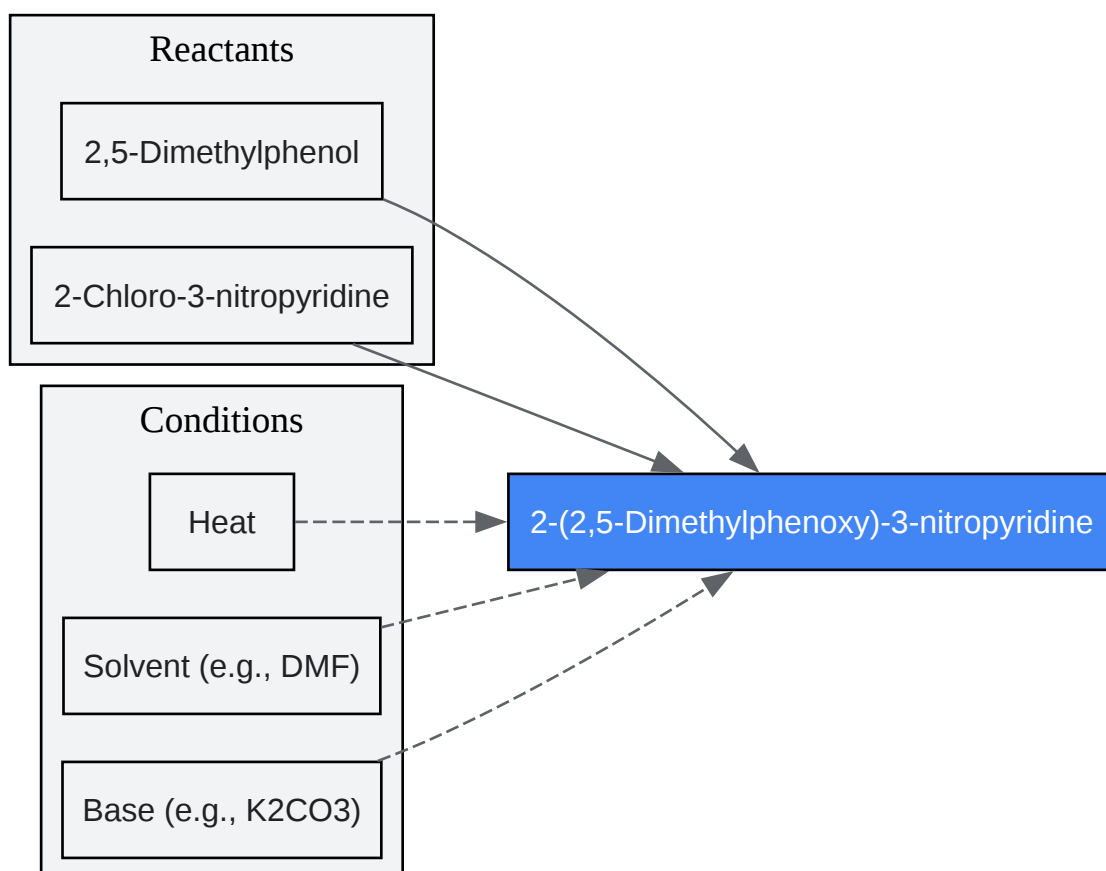 Reactants
2,5-Dimethylphenol
2-Chloro-3-nitropyridine
Conditions
Heat
2-(2,5-Dimethylphenoxy)-3-nitropyridine
Solvent (e.g., DMF)
Base (e.g., K2CO3)